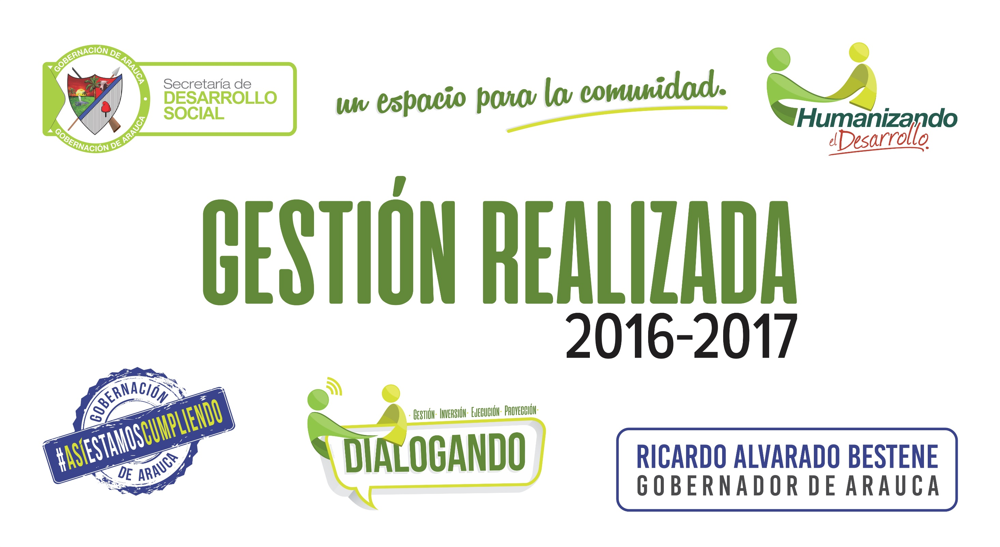 GOBERNACIÓN DE ARAUCA
GOBERNACIÓN DE ARAUCA
Secretaría de
DESARROLLO
SOCIAL
un espacio para la comunidad.
Humanizando
el Desarrollo.
GESTIÓN REALIZADA
2016-2017
GOBERNACIÓN
#ASÍESTAMOSCUMPLIENDO
DE ARAUCA
· GESTIÓN · INVERSIÓN · EJECUCIÓN · PROYECCIÓN ·
DIALOGANDO
RICARDO ALVARADO BESTENE
GOBERNADOR DE ARAUCA